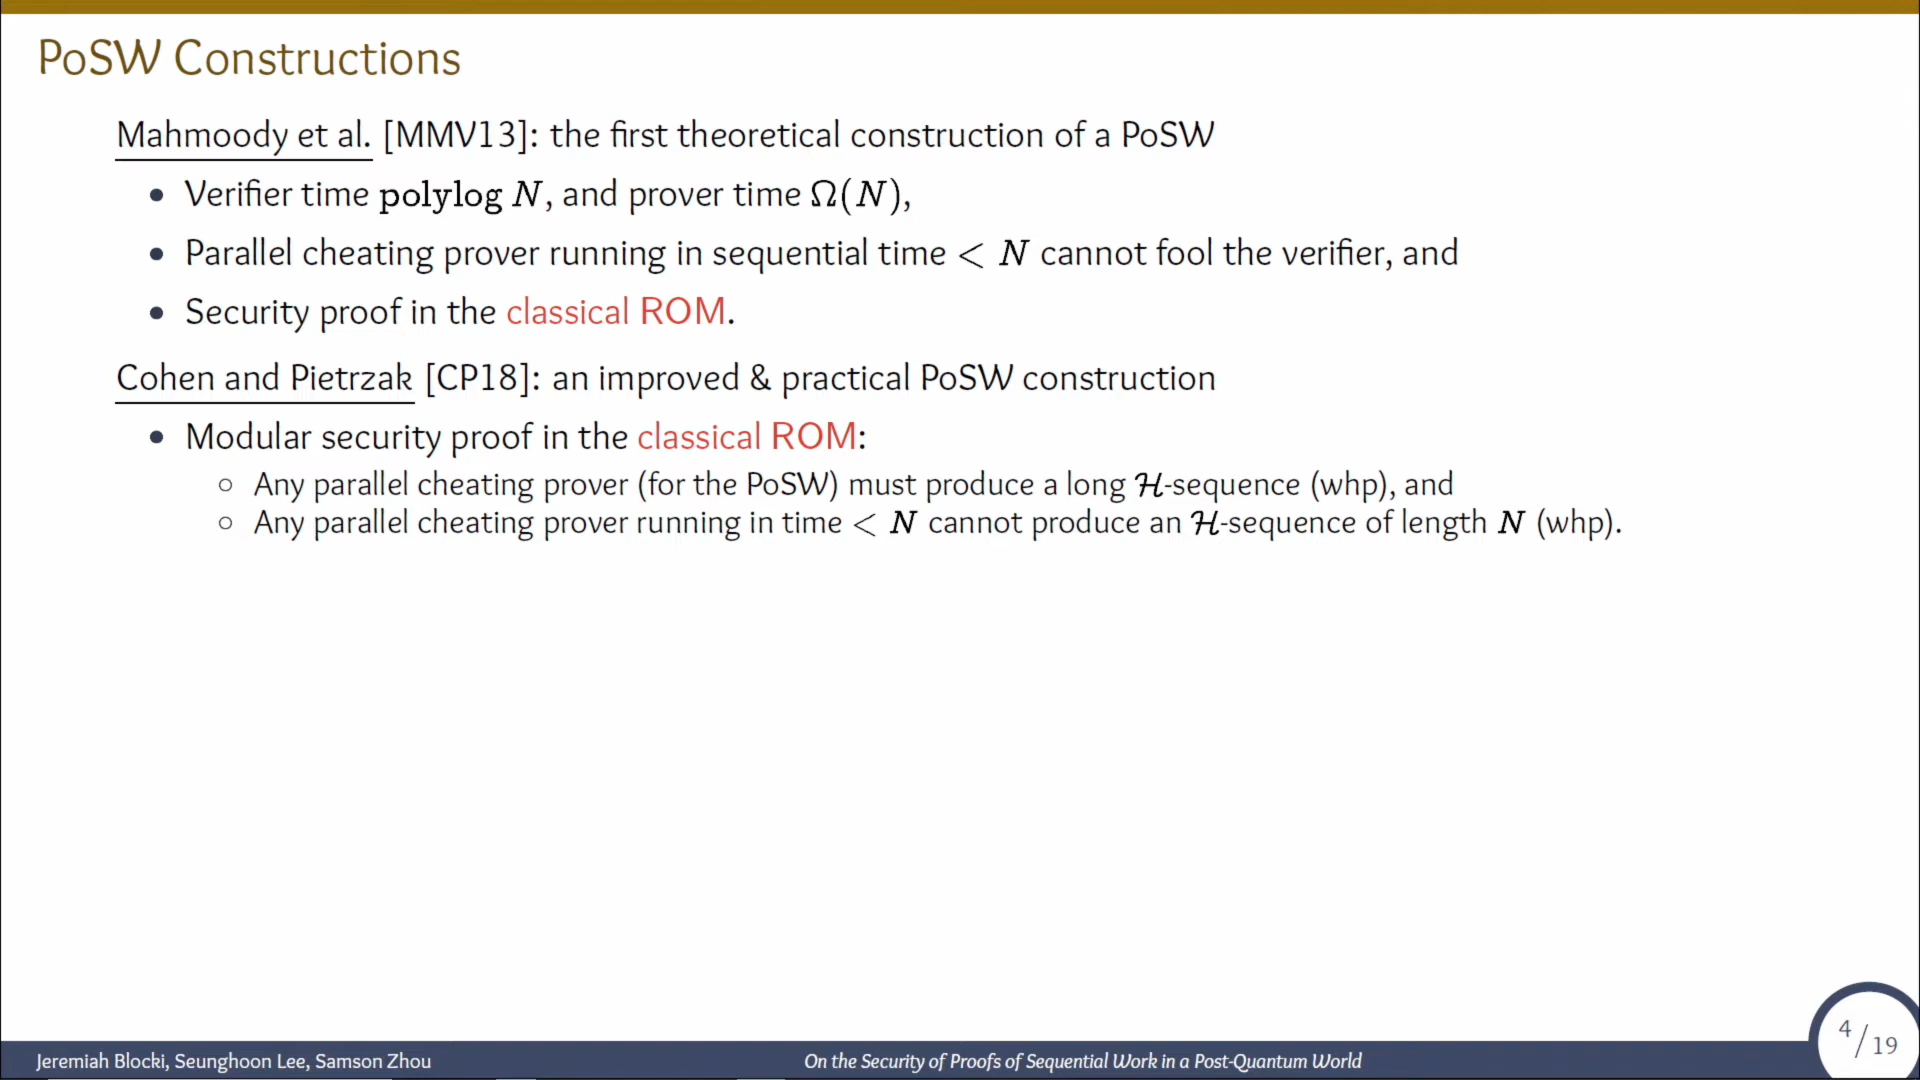 PoSW Constructions
Mahmoody et al. [MMV13]: the first theoretical construction of a PoSW
• Verifier time polylog N, and prover time Ω(N),
• Parallel cheating prover running in sequential time < N cannot fool the verifier, and
• Security proof in the classical ROM.
Cohen and Pietrzak [CP18]: an improved & practical PoSW construction
• Modular security proof in the classical ROM:
○ Any parallel cheating prover (for the PoSW) must produce a long ℋ-sequence (whp), and
○ Any parallel cheating prover running in time < N cannot produce an ℋ-sequence of length N (whp).
Jeremiah Blocki, Seunghoon Lee, Samson Zhou
On the Security of Proofs of Sequential Work in a Post-Quantum World
4/19